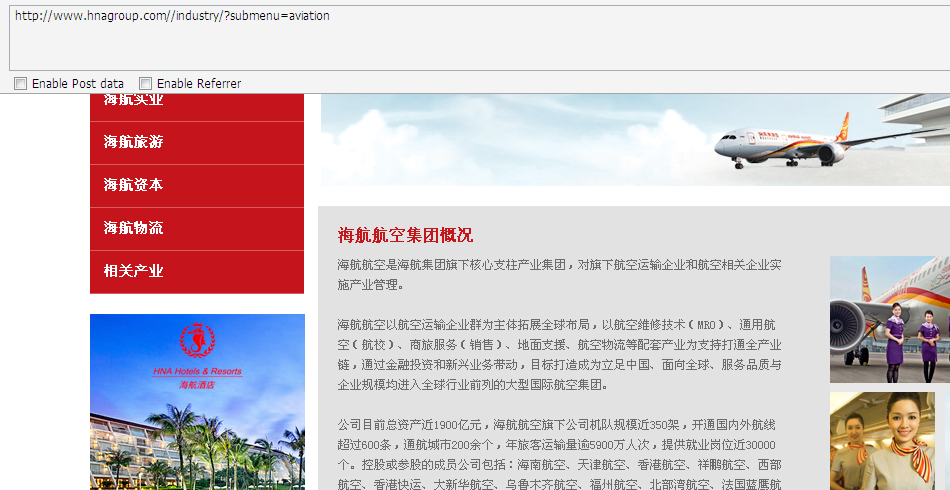 http://www.hnagroup.com//industry/?submenu=aviation
Enable Post data
Enable Referrer
海航实业
海航旅游
海航资本
海航物流
相关产业
HNA Hotels & Resorts
海航酒店
海航航空集团概况
海航航空是海航集团旗下核心支柱产业集团，对旗下航空运输企业和航空相关企业实
施产业管理。
海航航空以航空运输企业群为主体拓展全球布局，以航空维修技术（MRO）、通用航
空（航校）、商旅服务（销售）、地面支援、航空物流等配套产业为支持打通全产业
链，通过金融投资和新兴业务带动，目标打造成为立足中国、面向全球、服务品质与
企业规模均进入全球行业前列的大型国际航空集团。
公司目前总资产近1900亿元，海航航空旗下公司机队规模近350架，开通国内外航线
超过600条，通航城市200余个，年旅客运输量逾5900万人次，提供就业岗位近30000
个。控股或参股的成员公司包括：海南航空、天津航空、香港航空、祥鹏航空、西部
航空、香港快运、大新华航空、乌鲁木齐航空、福州航空、北部湾航空、法国蓝鹰航